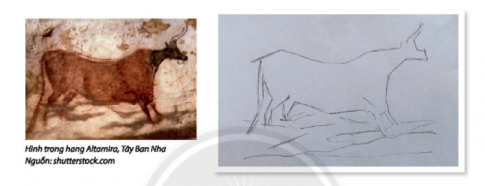 Hình trong hang Altamira, Tây Ban Nha
Nguồn: shutterstock.com